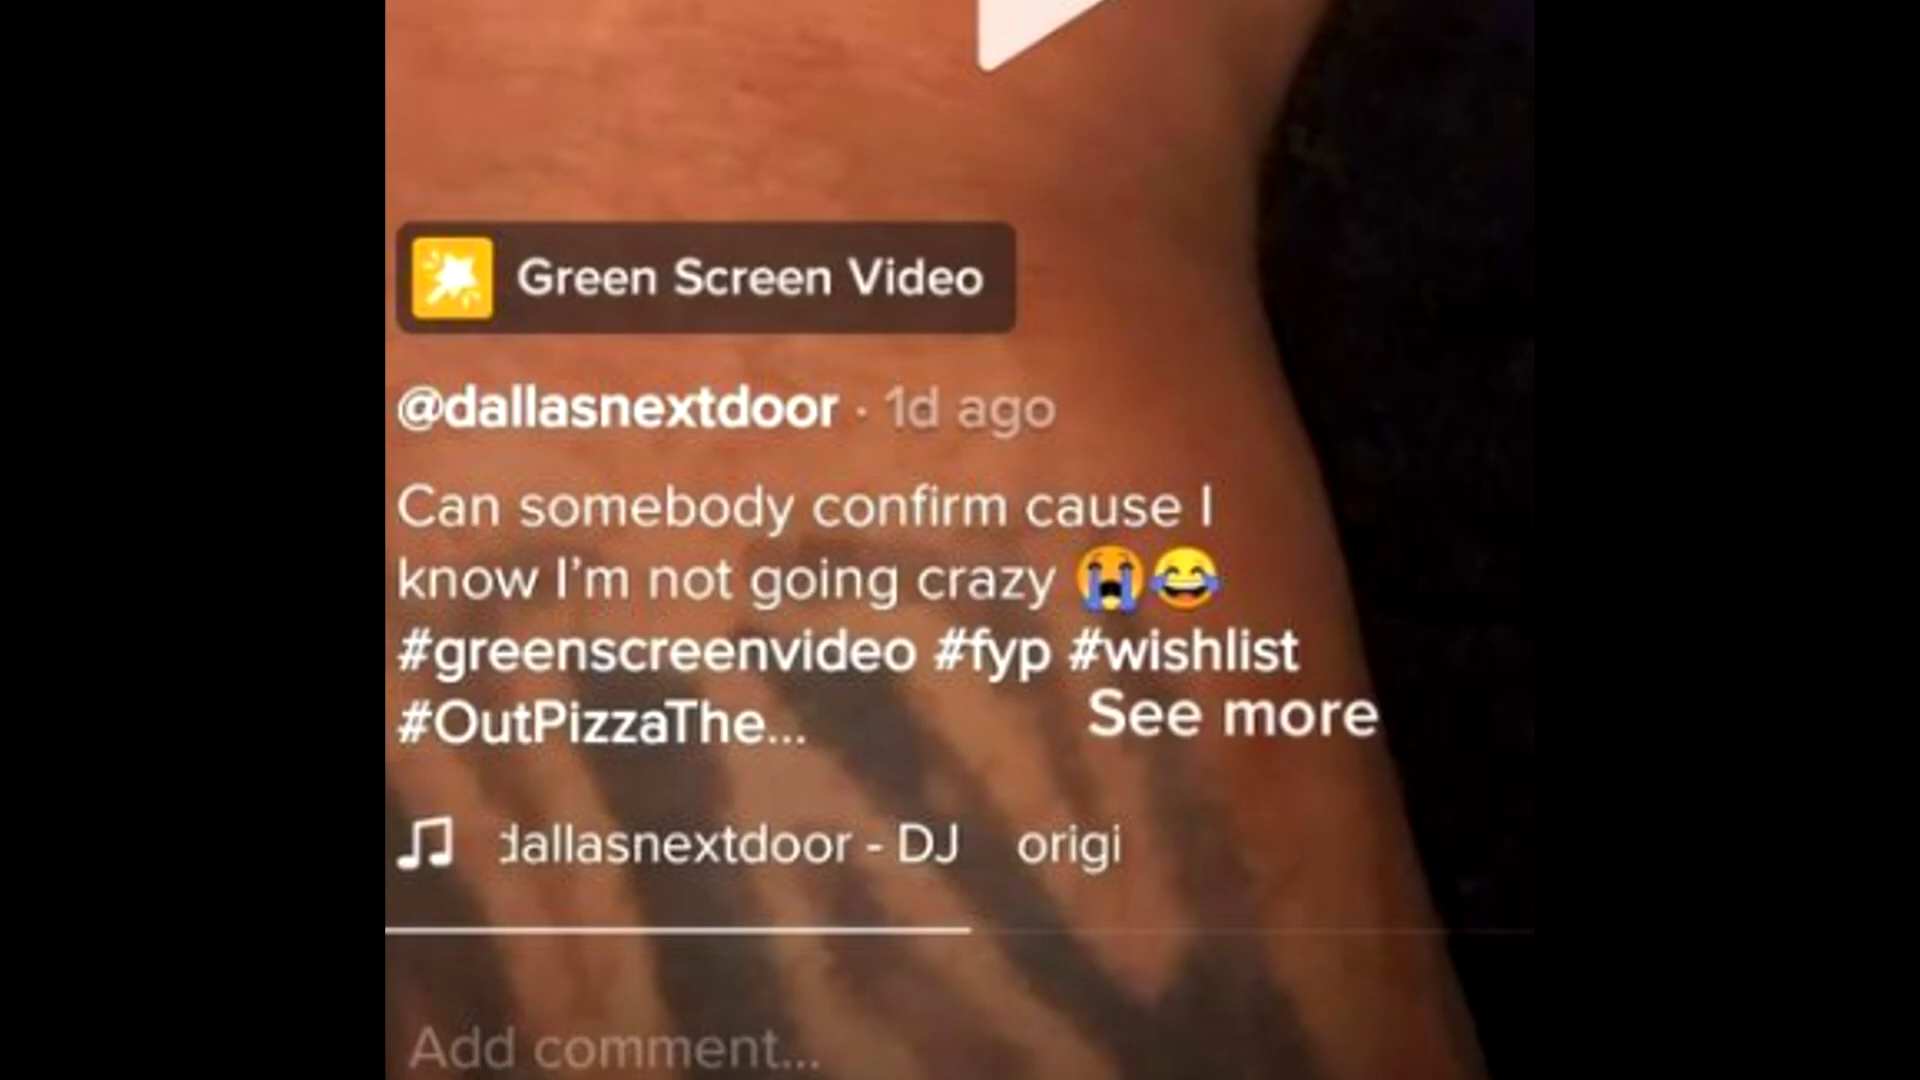 Green Screen Video
@dallasnextdoor · 1d ago
Can somebody confirm cause I
know I'm not going crazy 😭😂
#greenscreenvideo #fyp #wishlist
#OutPizzaThe... See more
dallasnextdoor - DJ origi
Add comment...